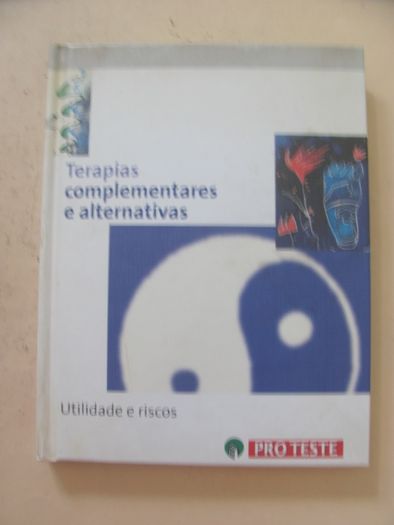 Terapias
complementares
e alternativas
Utilidade e riscos
PRO TESTE